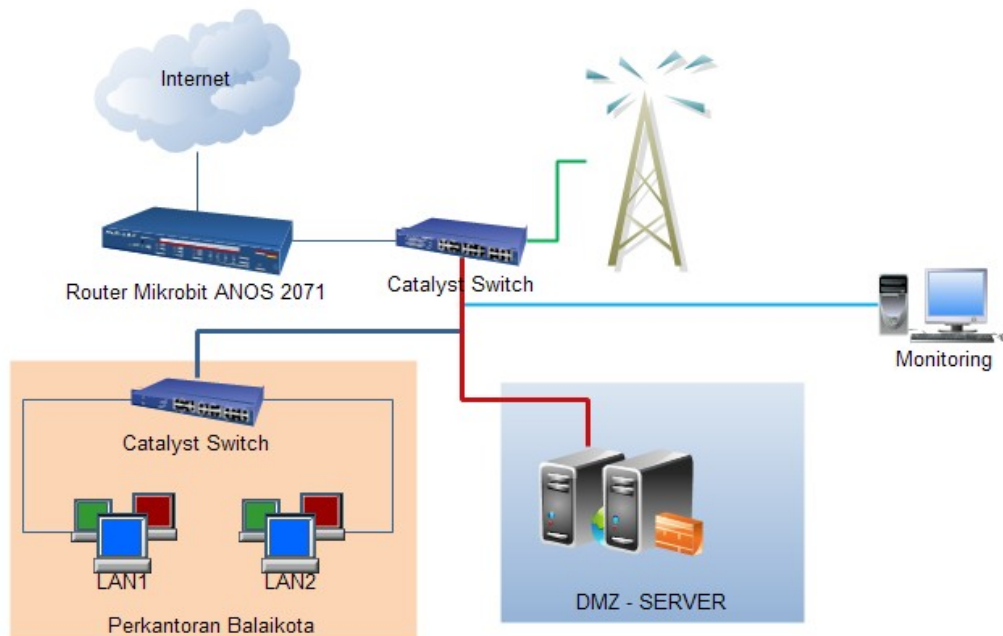 Internet
Router Mikrobit ANOS 2071
Catalyst Switch
Monitoring
Catalyst Switch
LAN1
LAN2
Perkantoran Balaikota
DMZ - SERVER